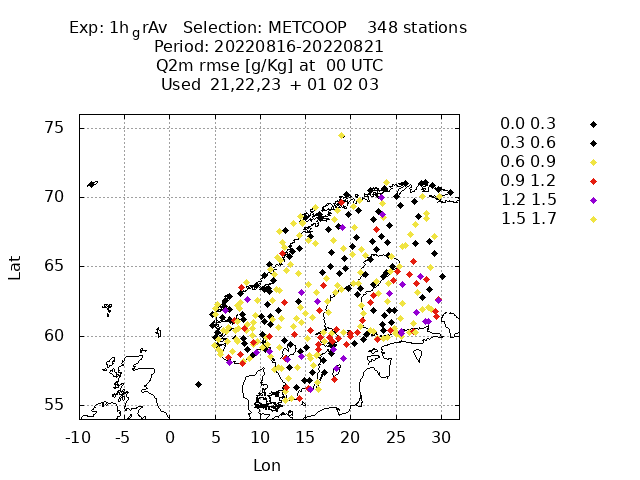 Exp: 1h grAv Selection: METCOOP 348 stations
Period: 20220816-20220821
Q2m rmse [g/Kg] at 00 UTC
Used 21,22,23 + 01 02 03
75
70
65
60
55
Lat
-10 -5 0 5 10 15 20 25 30
Lon
0.0 0.3
0.3 0.6
0.6 0.9
0.9 1.2
1.2 1.5
1.5 1.7